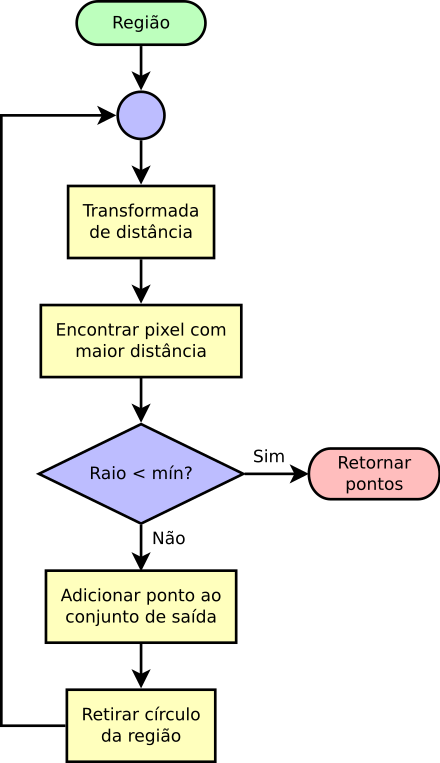 Região
Transformada
de distância
Encontrar pixel com
maior distância
Raio < mín?
Sim
Retornar
pontos
Não
Adicionar ponto ao
conjunto de saída
Retirar círculo
da região